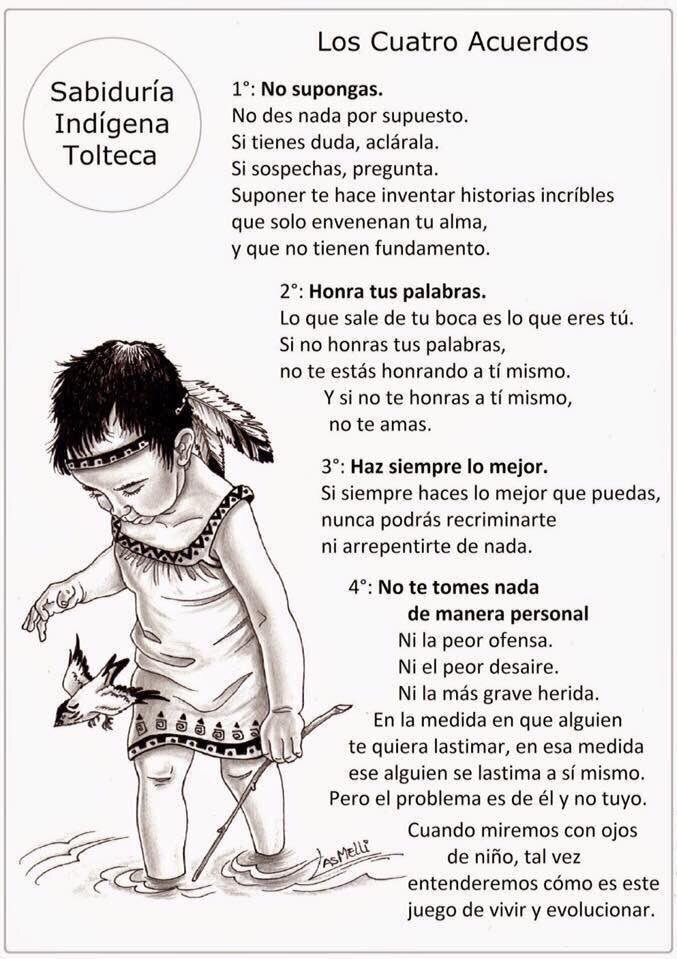 Los Cuatro Acuerdos
Sabiduría
Indígena
Tolteca
1°: No supongas.
No des nada por supuesto.
Si tienes duda, aclárala.
Si sospechas, pregunta.
Suponer te hace inventar historias incríbles
que solo envenenan tu alma,
y que no tienen fundamento.
2°: Honra tus palabras.
Lo que sale de tu boca es lo que eres tú.
Si no honras tus palabras,
no te estás honrando a tí mismo.
Y si no te honras a tí mismo,
no te amas.
3°: Haz siempre lo mejor.
Si siempre haces lo mejor que puedas,
nunca podrás recriminarte
ni arrepentirte de nada.
4°: No te tomes nada
de manera personal
Ni la peor ofensa.
Ni el peor desaire.
Ni la más grave herida.
En la medida en que alguien
te quiera lastimar, en esa medida
ese alguien se lastima a sí mismo.
Pero el problema es de él y no tuyo.
Cuando miremos con ojos
de niño, tal vez
entenderemos cómo es este
juego de vivir y evolucionar.
LasMelli